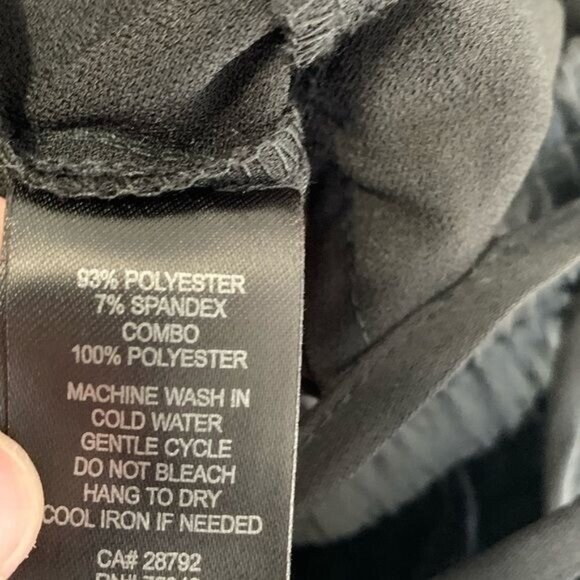 93% POLYESTER
7% SPANDEX
COMBO
100% POLYESTER
MACHINE WASH IN
COLD WATER
GENTLE CYCLE
DO NOT BLEACH
HANG TO DRY
COOL IRON IF NEEDED
CA# 28792